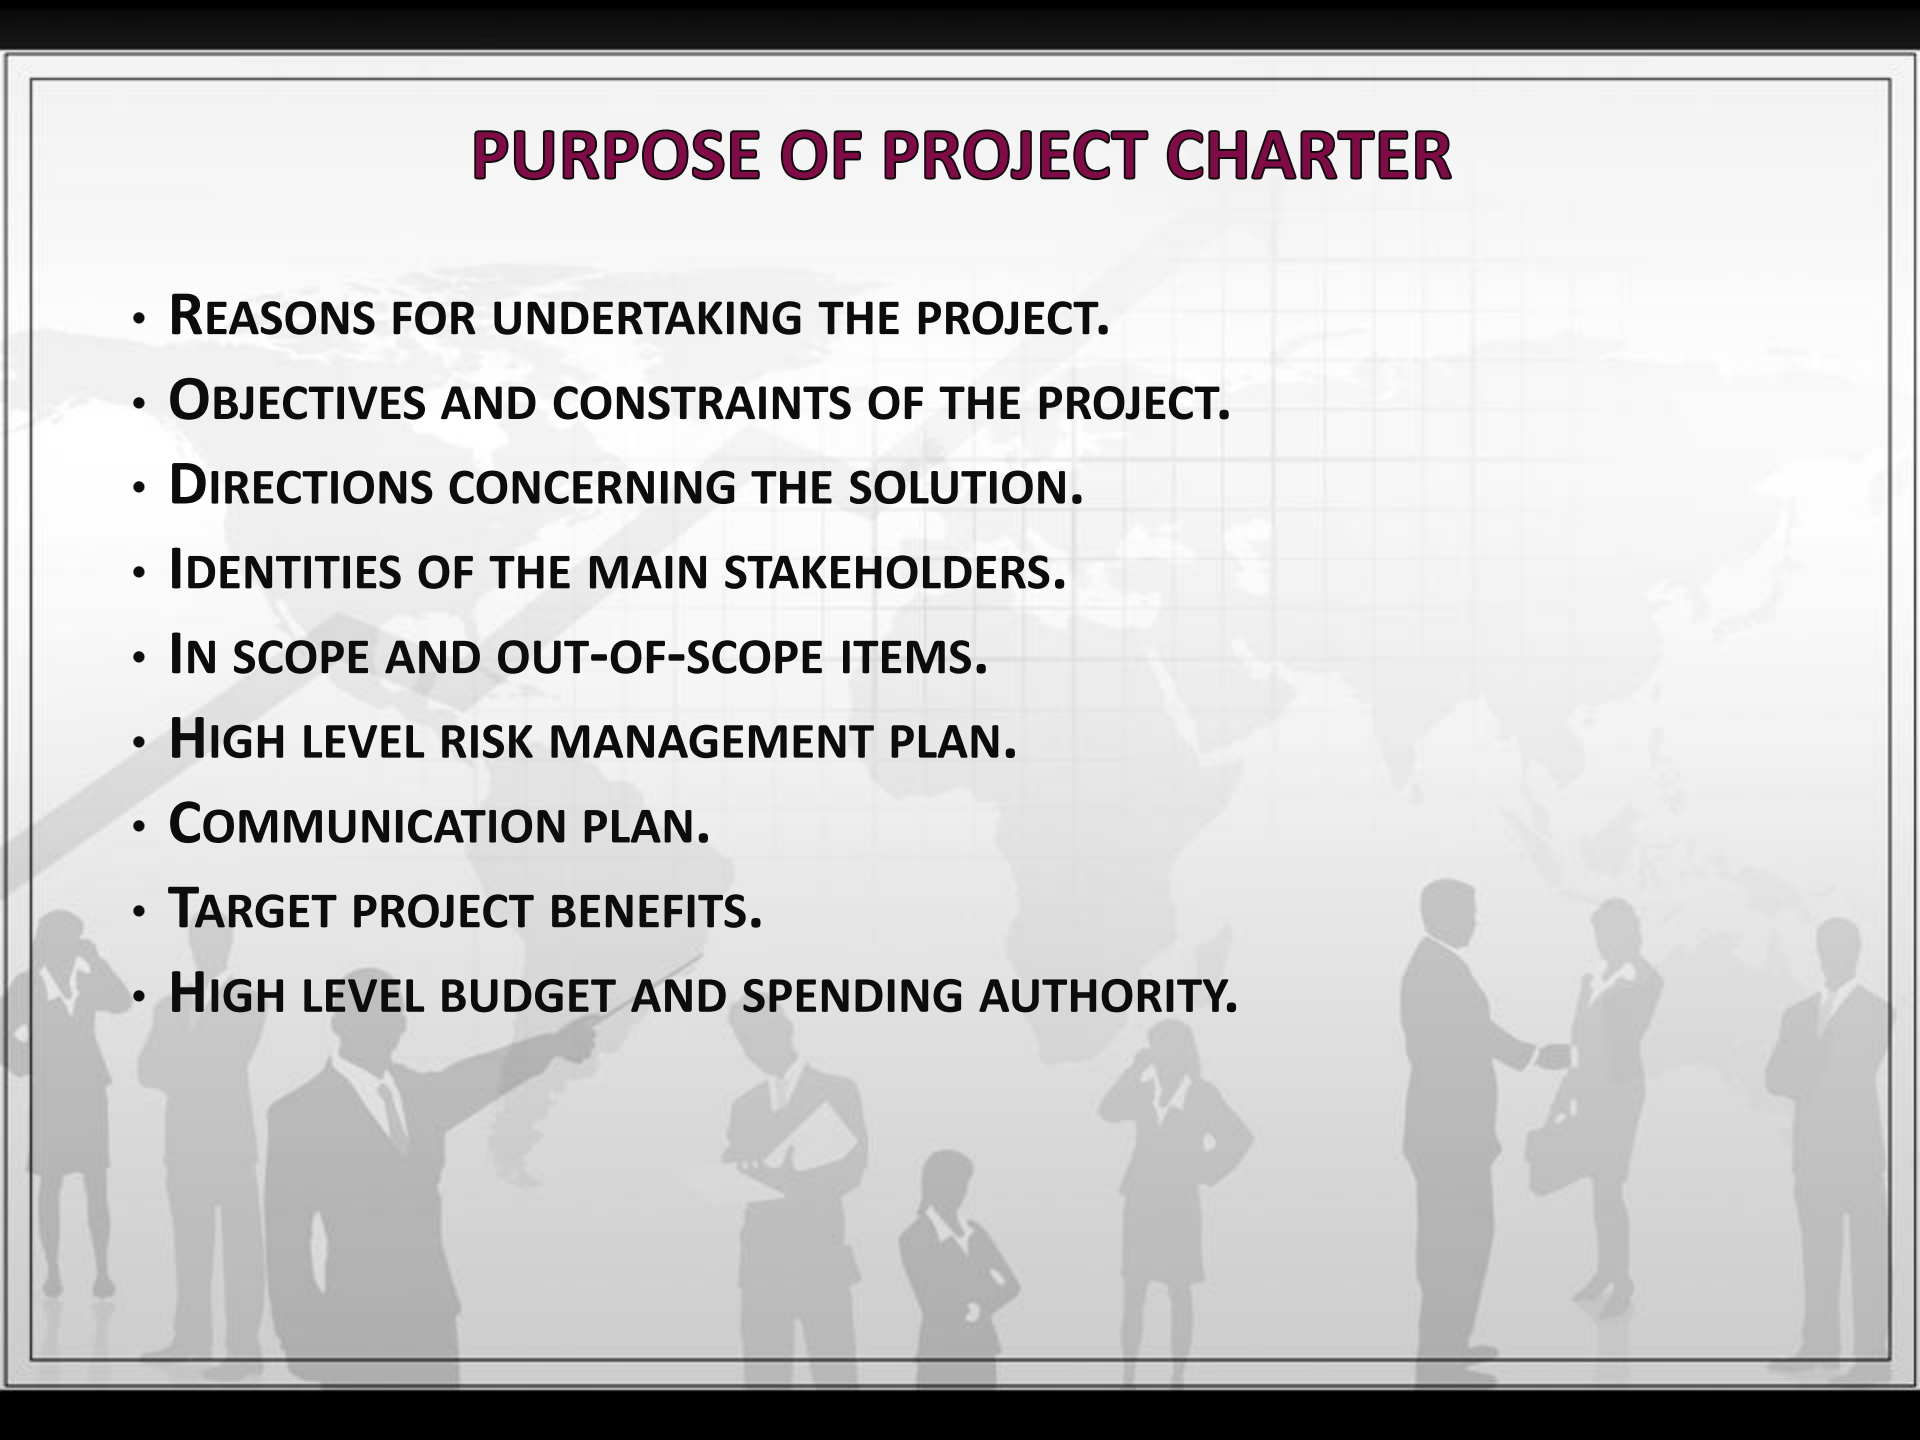 PURPOSE OF PROJECT CHARTER
• Reasons for undertaking the project.
• Objectives and constraints of the project.
• Directions concerning the solution.
• Identities of the main stakeholders.
• In scope and out-of-scope items.
• High level risk management plan.
• Communication plan.
• Target project benefits.
• High level budget and spending authority.